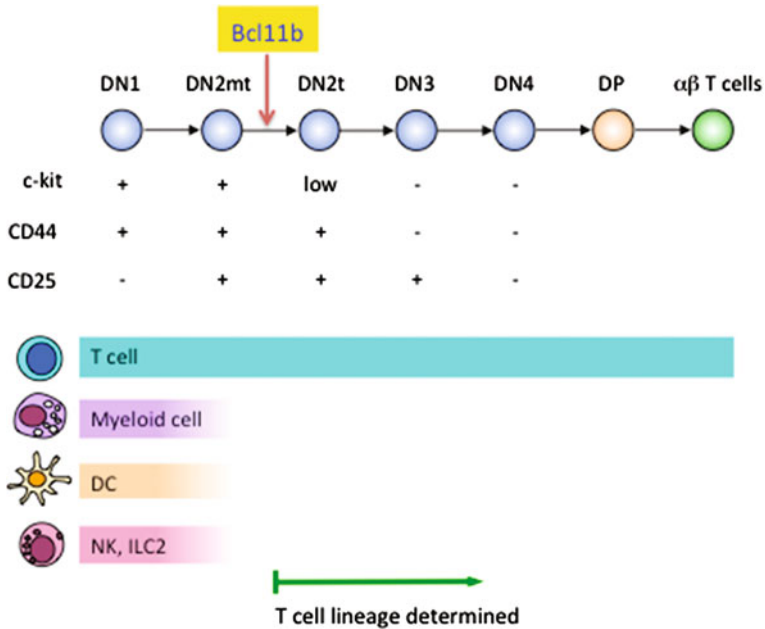 Bcl11b
DN1 DN2mt DN2t DN3 DN4 DP αβ T cells
c-kit + + low - -
CD44 + + + - -
CD25 - + + + -
T cell
Myeloid cell
DC
NK, ILC2
T cell lineage determined